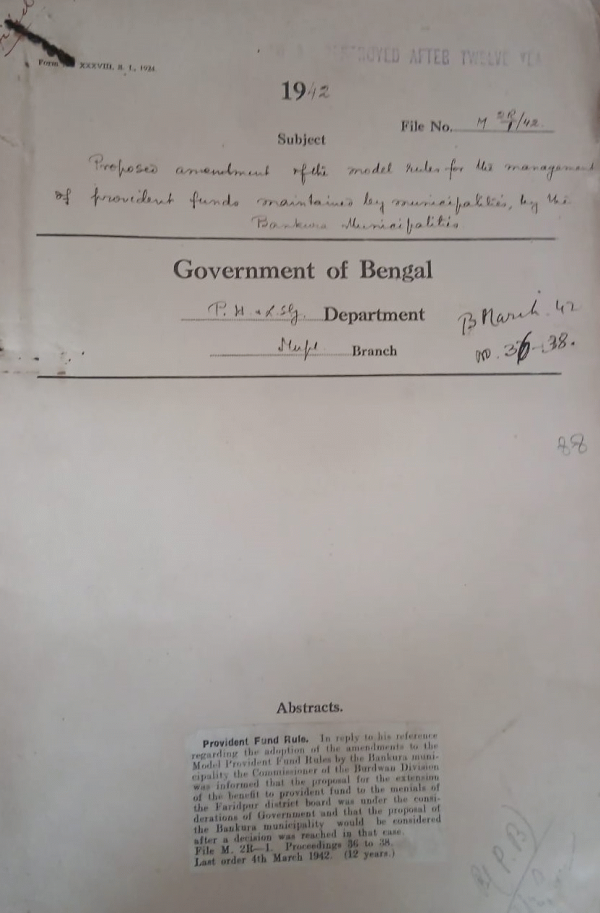 Form XXXVIII. S. 1., 1924.
DESTROYED AFTER TWELVE YEA
1942
File No. M 2R/1/42.
Subject
Proposed amendment of the model rules for the management
of provident funds maintained by municipalities, by the
Bankura Municipalities
Government of Bengal
Department
B March. 42
Branch
no. 36-38.
88
Abstracts.
Provident Fund Rule. In reply to his reference
regarding the adoption of the amendments to the
Model Provident Fund Rules by the Bankura muni-
cipality the Commissioner of the Burdwan Division
was informed that the proposal for the extension
of the benefit to provident fund to the menials of
the Faridpur district board was under the consi-
derations of Government and that the proposal of
the Bankura municipality would be considered
after a decision was reached in that case.
File M. 2R—1. Proceedings 36 to 38.
Last order 4th March 1942. (12 years.)